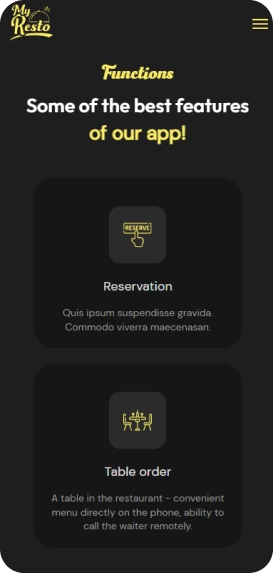 My
Resto
Functions
Some of the best features
of our app!
RESERVE
Reservation
Quis ipsum suspendisse gravida.
Commodo viverra maecenasan.
Table order
A table in the restaurant - convenient
menu directly on the phone, ability to
call the waiter remotely.